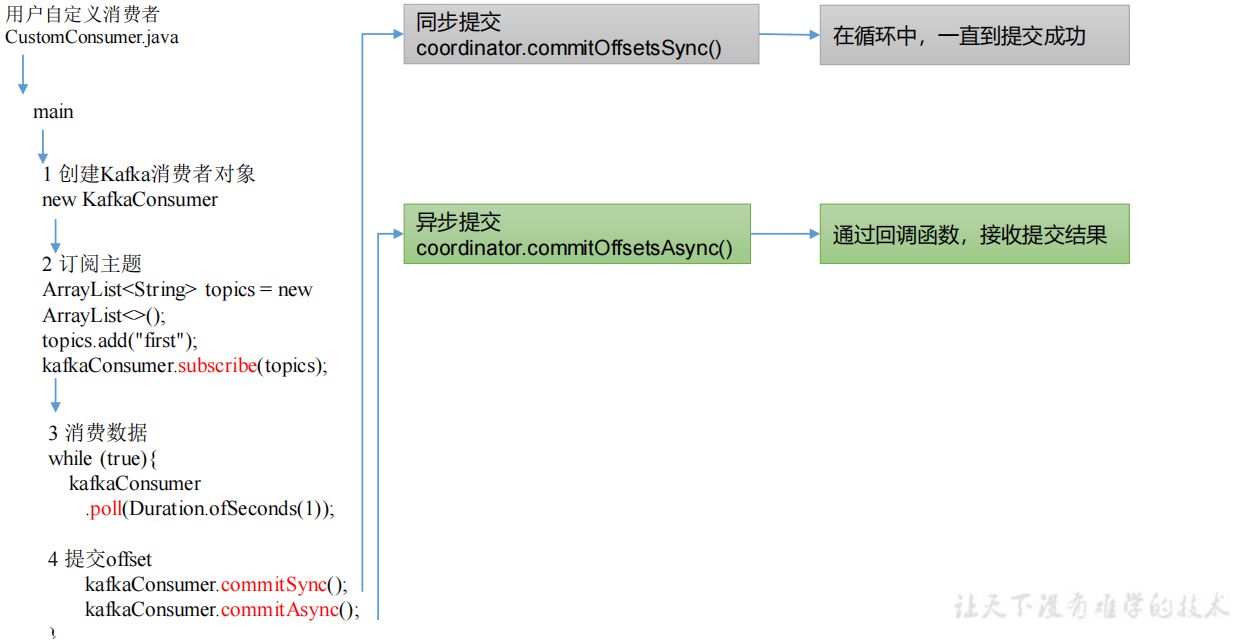 用户自定义消费者
CustomConsumer.java
main
1 创建Kafka消费者对象
new KafkaConsumer
2 订阅主题
ArrayList<String> topics = new
ArrayList<>();
topics.add("first");
kafkaConsumer.subscribe(topics);
3 消费数据
while (true){
kafkaConsumer
.poll(Duration.ofSeconds(1));
4 提交offset
kafkaConsumer.commitSync();
kafkaConsumer.commitAsync();
}
同步提交
coordinator.commitOffsetsSync()
在循环中，一直到提交成功
异步提交
coordinator.commitOffsetsAsync()
通过回调函数，接收提交结果
让天下没有难学的技术